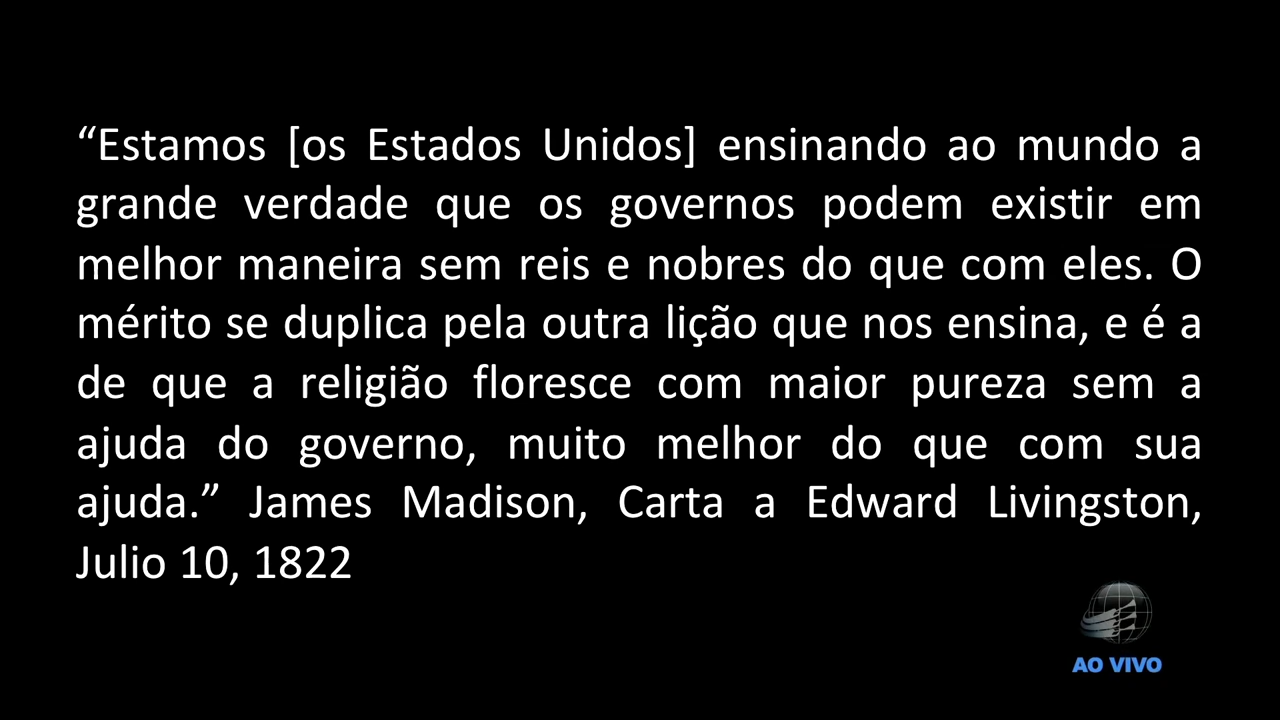 “Estamos [os Estados Unidos] ensinando ao mundo a
grande verdade que os governos podem existir em
melhor maneira sem reis e nobres do que com eles. O
mérito se duplica pela outra lição que nos ensina, e é a
de que a religião floresce com maior pureza sem a
ajuda do governo, muito melhor do que com sua
ajuda.” James Madison, Carta a Edward Livingston,
Julio 10, 1822
AO VIVO